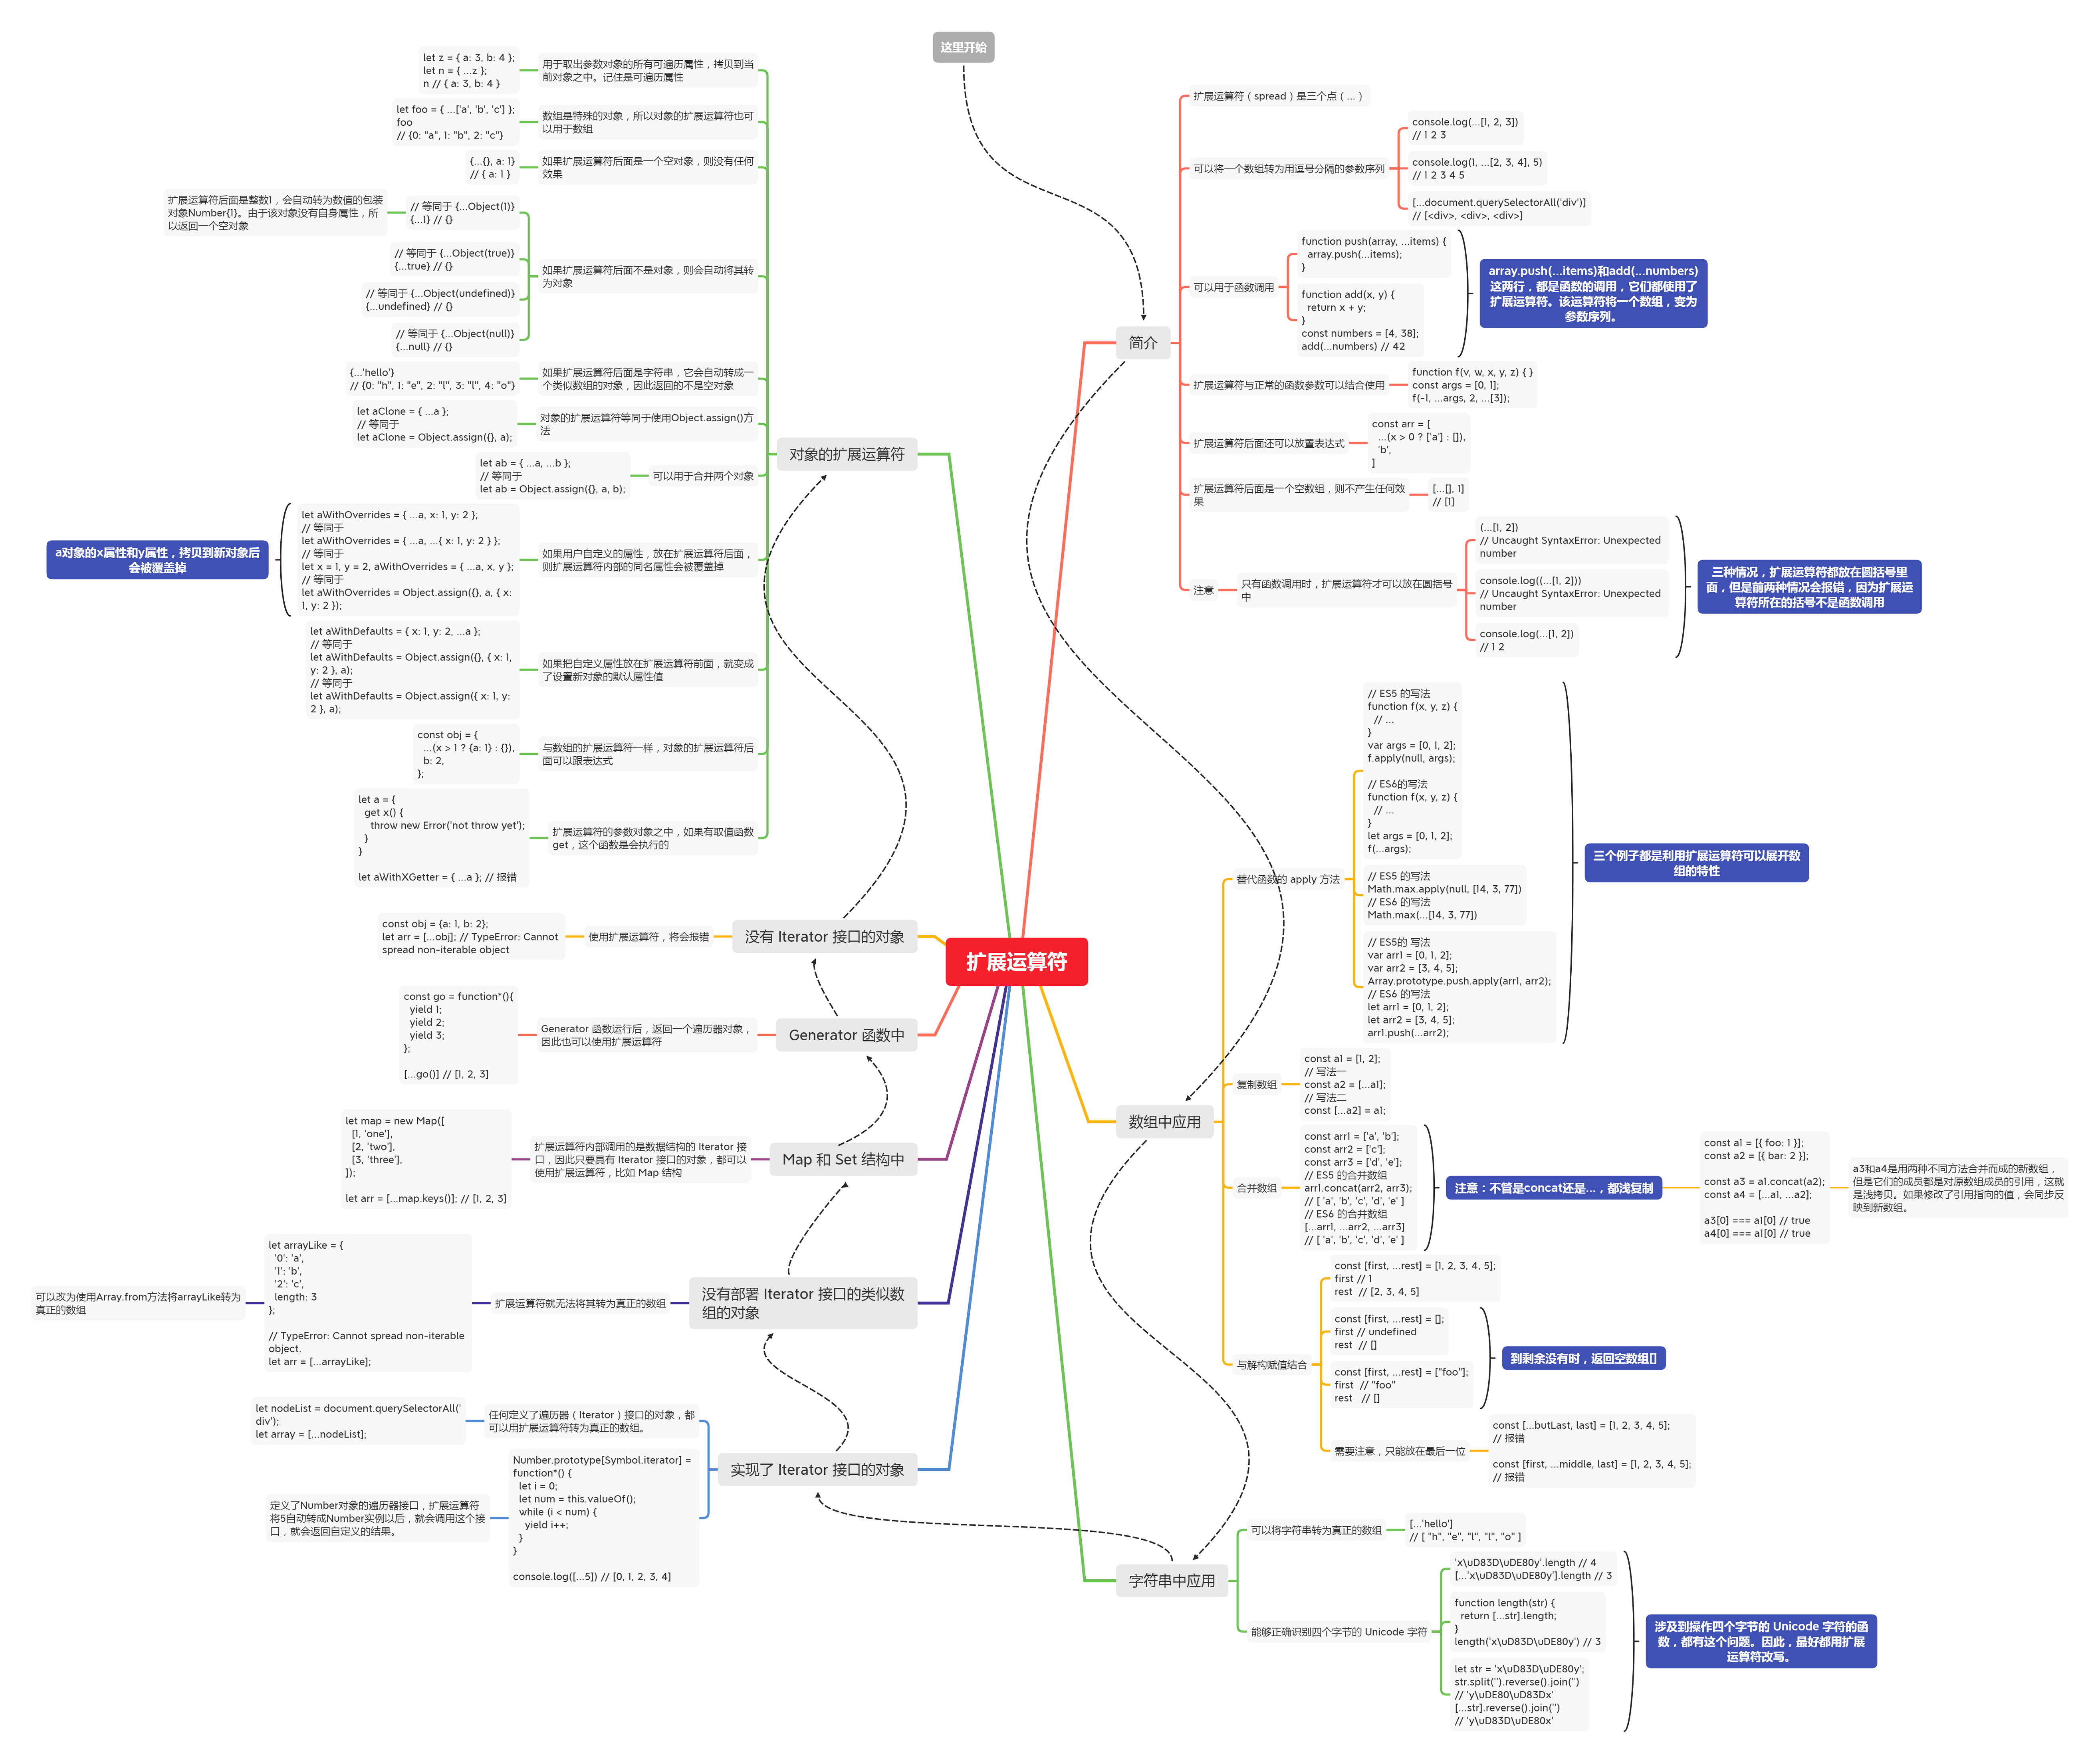 这里开始
扩展运算符
简介
扩展运算符（spread）是三个点（...）
可以将一个数组转为用逗号分隔的参数序列
console.log(...[1, 2, 3])
// 1 2 3
console.log(1, ...[2, 3, 4], 5)
// 1 2 3 4 5
[...document.querySelectorAll('div')]
// [<div>, <div>, <div>]
可以用于函数调用
function push(array, ...items) {
  array.push(...items);
}
function add(x, y) {
  return x + y;
}
const numbers = [4, 38];
add(...numbers) // 42
array.push(...items)和add(...numbers)
这两行，都是函数的调用，它们都使用了
扩展运算符。该运算符将一个数组，变为
参数序列。
扩展运算符与正常的函数参数可以结合使用
function f(v, w, x, y, z) { }
const args = [0, 1];
f(-1, ...args, 2, ...[3]);
扩展运算符后面还可以放置表达式
const arr = [
  ...(x > 0 ? ['a'] : []),
  'b',
]
扩展运算符后面是一个空数组，则不产生任何效
果
[...[], 1]
// [1]
注意
只有函数调用时，扩展运算符才可以放在圆括号
中
(...[1, 2])
// Uncaught SyntaxError: Unexpected
number
console.log((...[1, 2]))
// Uncaught SyntaxError: Unexpected
number
console.log(...[1, 2])
// 1 2
三种情况，扩展运算符都放在圆括号里
面，但是前两种情况会报错，因为扩展运
算符所在的括号不是函数调用
数组中应用
替代函数的 apply 方法
// ES5 的写法
function f(x, y, z) {
  // ...
}
var args = [0, 1, 2];
f.apply(null, args);
// ES6的写法
function f(x, y, z) {
  // ...
}
let args = [0, 1, 2];
f(...args);
// ES5 的写法
Math.max.apply(null, [14, 3, 77])
// ES6 的写法
Math.max(...[14, 3, 77])
// ES5的 写法
var arr1 = [0, 1, 2];
var arr2 = [3, 4, 5];
Array.prototype.push.apply(arr1, arr2);
// ES6 的写法
let arr1 = [0, 1, 2];
let arr2 = [3, 4, 5];
arr1.push(...arr2);
三个例子都是利用扩展运算符可以展开数
组的特性
复制数组
const a1 = [1, 2];
// 写法一
const a2 = [...a1];
// 写法二
const [...a2] = a1;
合并数组
const arr1 = ['a', 'b'];
const arr2 = ['c'];
const arr3 = ['d', 'e'];
// ES5 的合并数组
arr1.concat(arr2, arr3);
// [ 'a', 'b', 'c', 'd', 'e' ]
// ES6 的合并数组
[...arr1, ...arr2, ...arr3]
// [ 'a', 'b', 'c', 'd', 'e' ]
注意：不管是concat还是...，都浅复制
const a1 = [{ foo: 1 }];
const a2 = [{ bar: 2 }];
const a3 = a1.concat(a2);
const a4 = [...a1, ...a2];
a3[0] === a1[0] // true
a4[0] === a1[0] // true
a3和a4是用两种不同方法合并而成的新数组，
但是它们的成员都是对原数组成员的引用，这就
是浅拷贝。如果修改了引用指向的值，会同步反
映到新数组。
与解构赋值结合
const [first, ...rest] = [1, 2, 3, 4, 5];
first // 1
rest  // [2, 3, 4, 5]
const [first, ...rest] = [];
first // undefined
rest  // []
const [first, ...rest] = ["foo"];
first  // "foo"
rest   // []
到剩余没有时，返回空数组[]
需要注意，只能放在最后一位
const [...butLast, last] = [1, 2, 3, 4, 5];
// 报错
const [first, ...middle, last] = [1, 2, 3, 4, 5];
// 报错
字符串中应用
可以将字符串转为真正的数组
[...'hello']
// [ "h", "e", "l", "l", "o" ]
能够正确识别四个字节的 Unicode 字符
'x\uD83D\uDE80y'.length // 4
[...'x\uD83D\uDE80y'].length // 3
function length(str) {
  return [...str].length;
}
length('x\uD83D\uDE80y') // 3
let str = 'x\uD83D\uDE80y';
str.split('').reverse().join('')
// 'y\uDE80\uD83Dx'
[...str].reverse().join('')
// 'y\uD83D\uDE80x'
涉及到操作四个字节的 Unicode 字符的函
数，都有这个问题。因此，最好都用扩展
运算符改写。
实现了 Iterator 接口的对象
任何定义了遍历器（Iterator）接口的对象，都
可以用扩展运算符转为真正的数组。
let nodeList = document.querySelectorAll('
div');
let array = [...nodeList];
Number.prototype[Symbol.iterator] =
function*() {
  let i = 0;
  let num = this.valueOf();
  while (i < num) {
    yield i++;
  }
}
console.log([...5]) // [0, 1, 2, 3, 4]
定义了Number对象的遍历器接口，扩展运算符
将5自动转成Number实例以后，就会调用这个接
口，就会返回自定义的结果。
没有部署 Iterator 接口的类似数
组的对象
扩展运算符就无法将其转为真正的数组
let arrayLike = {
  '0': 'a',
  '1': 'b',
  '2': 'c',
  length: 3
};
// TypeError: Cannot spread non-iterable
object.
let arr = [...arrayLike];
可以改为使用Array.from方法将arrayLike转为
真正的数组
Map 和 Set 结构中
扩展运算符内部调用的是数据结构的 Iterator 接
口，因此只要具有 Iterator 接口的对象，都可以
使用扩展运算符，比如 Map 结构
let map = new Map([
  [1, 'one'],
  [2, 'two'],
  [3, 'three'],
]);
let arr = [...map.keys()]; // [1, 2, 3]
Generator 函数中
Generator 函数运行后，返回一个遍历器对象，
因此也可以使用扩展运算符
const go = function*(){
  yield 1;
  yield 2;
  yield 3;
};
[...go()] // [1, 2, 3]
没有 Iterator 接口的对象
使用扩展运算符，将会报错
const obj = {a: 1, b: 2};
let arr = [...obj]; // TypeError: Cannot
spread non-iterable object
对象的扩展运算符
用于取出参数对象的所有可遍历属性，拷贝到当
前对象之中。记住是可遍历属性
let z = { a: 3, b: 4 };
let n = { ...z };
n // { a: 3, b: 4 }
数组是特殊的对象，所以对象的扩展运算符也可
以用于数组
let foo = { ...['a', 'b', 'c'] };
foo
// {0: "a", 1: "b", 2: "c"}
如果扩展运算符后面是一个空对象，则没有任何
效果
{...{}, a: 1}
// { a: 1 }
如果扩展运算符后面不是对象，则会自动将其转
为对象
// 等同于 {...Object(1)}
{...1} // {}
扩展运算符后面是整数1，会自动转为数值的包装
对象Number{1}。由于该对象没有自身属性，所
以返回一个空对象
// 等同于 {...Object(true)}
{...true} // {}
// 等同于 {...Object(undefined)}
{...undefined} // {}
// 等同于 {...Object(null)}
{...null} // {}
如果扩展运算符后面是字符串，它会自动转成一
个类似数组的对象，因此返回的不是空对象
{...'hello'}
// {0: "h", 1: "e", 2: "l", 3: "l", 4: "o"}
对象的扩展运算符等同于使用Object.assign()方
法
let aClone = { ...a };
// 等同于
let aClone = Object.assign({}, a);
可以用于合并两个对象
let ab = { ...a, ...b };
// 等同于
let ab = Object.assign({}, a, b);
如果用户自定义的属性，放在扩展运算符后面，
则扩展运算符内部的同名属性会被覆盖掉
let aWithOverrides = { ...a, x: 1, y: 2 };
// 等同于
let aWithOverrides = { ...a, ...{ x: 1, y: 2 } };
// 等同于
let x = 1, y = 2, aWithOverrides = { ...a, x, y };
// 等同于
let aWithOverrides = Object.assign({}, a, { x:
1, y: 2 });
a对象的x属性和y属性，拷贝到新对象后
会被覆盖掉
如果把自定义属性放在扩展运算符前面，就变成
了设置新对象的默认属性值
let aWithDefaults = { x: 1, y: 2, ...a };
// 等同于
let aWithDefaults = Object.assign({}, { x: 1,
y: 2 }, a);
// 等同于
let aWithDefaults = Object.assign({ x: 1, y:
2 }, a);
与数组的扩展运算符一样，对象的扩展运算符后
面可以跟表达式
const obj = {
  ...(x > 1 ? {a: 1} : {}),
  b: 2,
};
扩展运算符的参数对象之中，如果有取值函数
get，这个函数是会执行的
let a = {
  get x() {
    throw new Error('not throw yet');
  }
}
let aWithXGetter = { ...a }; // 报错